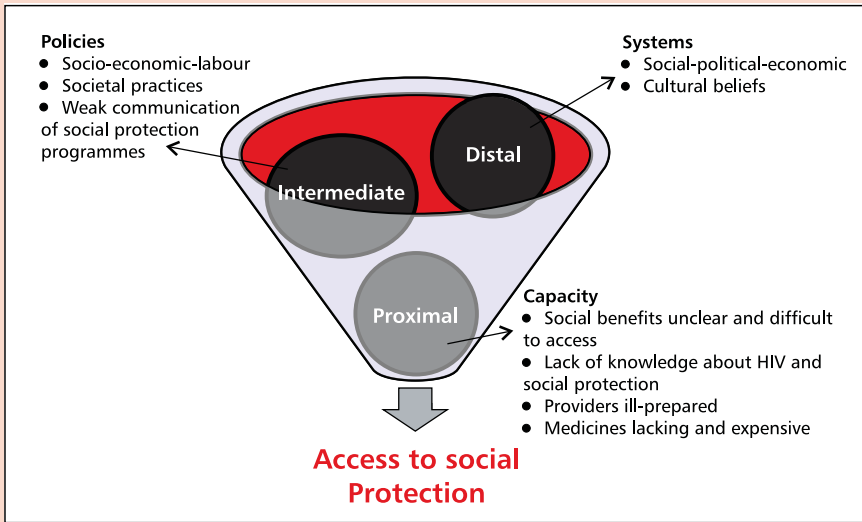 Policies
● Socio-economic-labour
● Societal practices
● Weak communication
of social protection
programmes
Systems
● Social-political-economic
● Cultural beliefs
Distal
Intermediate
Proximal
Capacity
● Social benefits unclear and difficult
to access
● Lack of knowledge about HIV and
social protection
● Providers ill-prepared
● Medicines lacking and expensive
Access to social
Protection